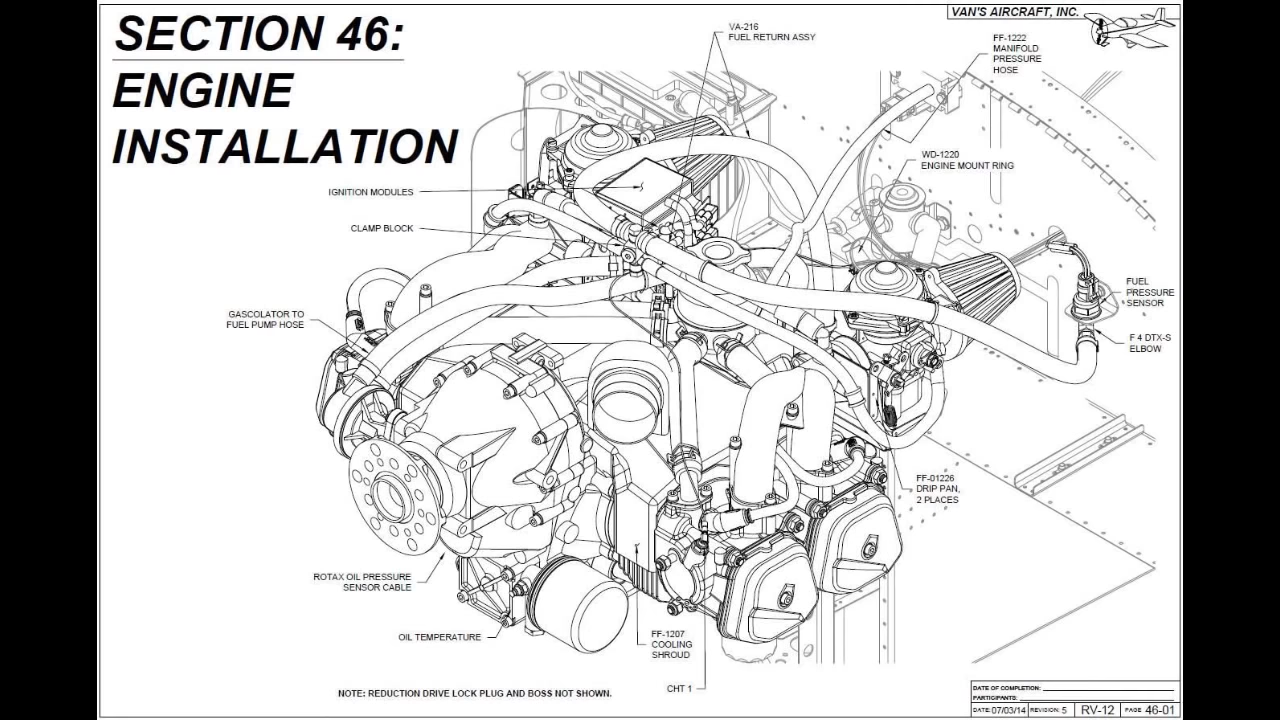 SECTION 46:
ENGINE
INSTALLATION
VAN'S AIRCRAFT, INC.
VA-216
FUEL RETURN ASSY
FF-1222
MANIFOLD
PRESSURE
HOSE
WD-1220
ENGINE MOUNT RING
IGNITION MODULES
CLAMP BLOCK
GASCOLATOR TO
FUEL PUMP HOSE
FUEL
PRESSURE
SENSOR
F 4 DTX-S
ELBOW
FF-01226
DRIP PAN,
2 PLACES
ROTAX OIL PRESSURE
SENSOR CABLE
OIL TEMPERATURE
FF-1207
COOLING
SHROUD
CHT 1
NOTE: REDUCTION DRIVE LOCK PLUG AND BOSS NOT SHOWN.
DATE OF COMPLETION:
PARTICIPANTS:
DATE: 07/03/14 REVISION: 5 RV-12 PAGE 46-01